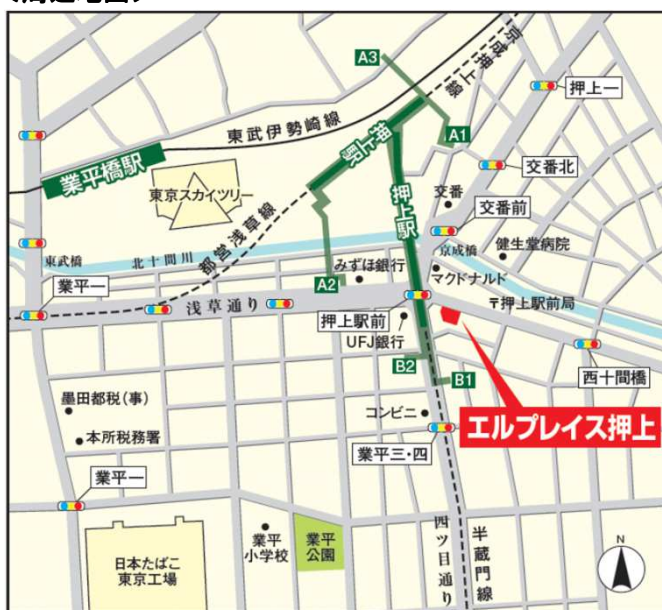 A3
京成押上線
押上一
東武伊勢崎線
押上駅
A1
業平橋駅
東京スカイツリー
押上駅
交番北
交番
交番前
都営浅草線
京成橋
健生堂病院
東武橋
北十間川
みずほ銀行
マクドナルド
A2
業平一
浅草通り
〒押上駅前局
押上駅前
UFJ銀行
西十間橋
B2
B1
墨田都税(事)
コンビニ
エルプレイス押上
本所税務署
業平三・四
業平一
四ツ目通り
半蔵門線
業平
小学校
業平
公園
日本たばこ
東京工場
N